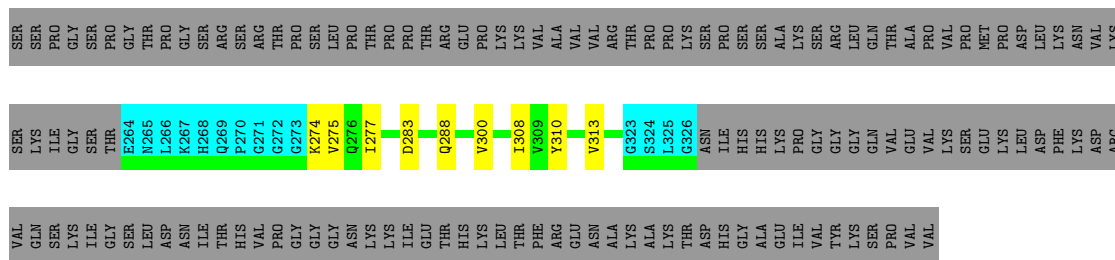 SER SER PRO GLY SER PRO GLY THR PRO GLY SER ARG SER ARG THR PRO SER LEU PRO THR PRO PRO THR ARG GLU PRO LYS LYS VAL ALA VAL VAL ARG THR PRO PRO LYS SER PRO SER SER ALA LYS SER ARG LEU GLN THR ALA PRO VAL PRO MET PRO ASP LEU LYS ASN VAL LYS
SER LYS ILE GLY SER THR E264 N265 L266 K267 H268 Q269 P270 G271 G272 G273 K274 V275 Q276 I277 D283 Q288 V300 I308 V309 Y310 V313 G323 S324 L325 G326 ASN ILE HIS HIS LYS PRO GLY GLY GLY GLN VAL GLU VAL LYS SER GLU LYS LEU ASP PHE LYS ASP ARG
VAL GLN SER LYS ILE GLY SER LEU ASP ASN ILE THR HIS VAL PRO GLY GLY GLY ASN LYS LYS ILE GLU THR HIS LYS LEU THR PHE ARG GLU ASN ALA LYS ALA LYS THR ASP HIS GLY ALA GLU ILE VAL TYR LYS SER PRO VAL VAL